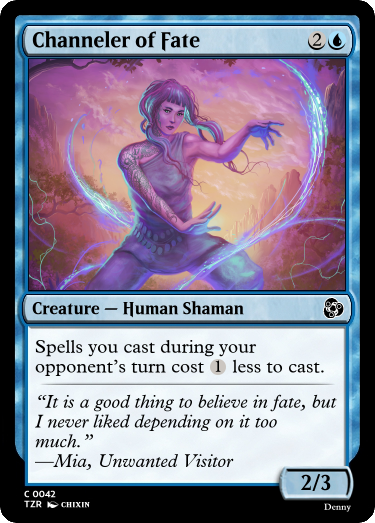 Channeler of Fate 2
Creature — Human Shaman
Spells you cast during your
opponent's turn cost 1 less to cast.
“It is a good thing to believe in fate, but
I never liked depending on it too
much.”
—Mia, Unwanted Visitor
2/3
C 0042
TZR CHIXIN
Denny